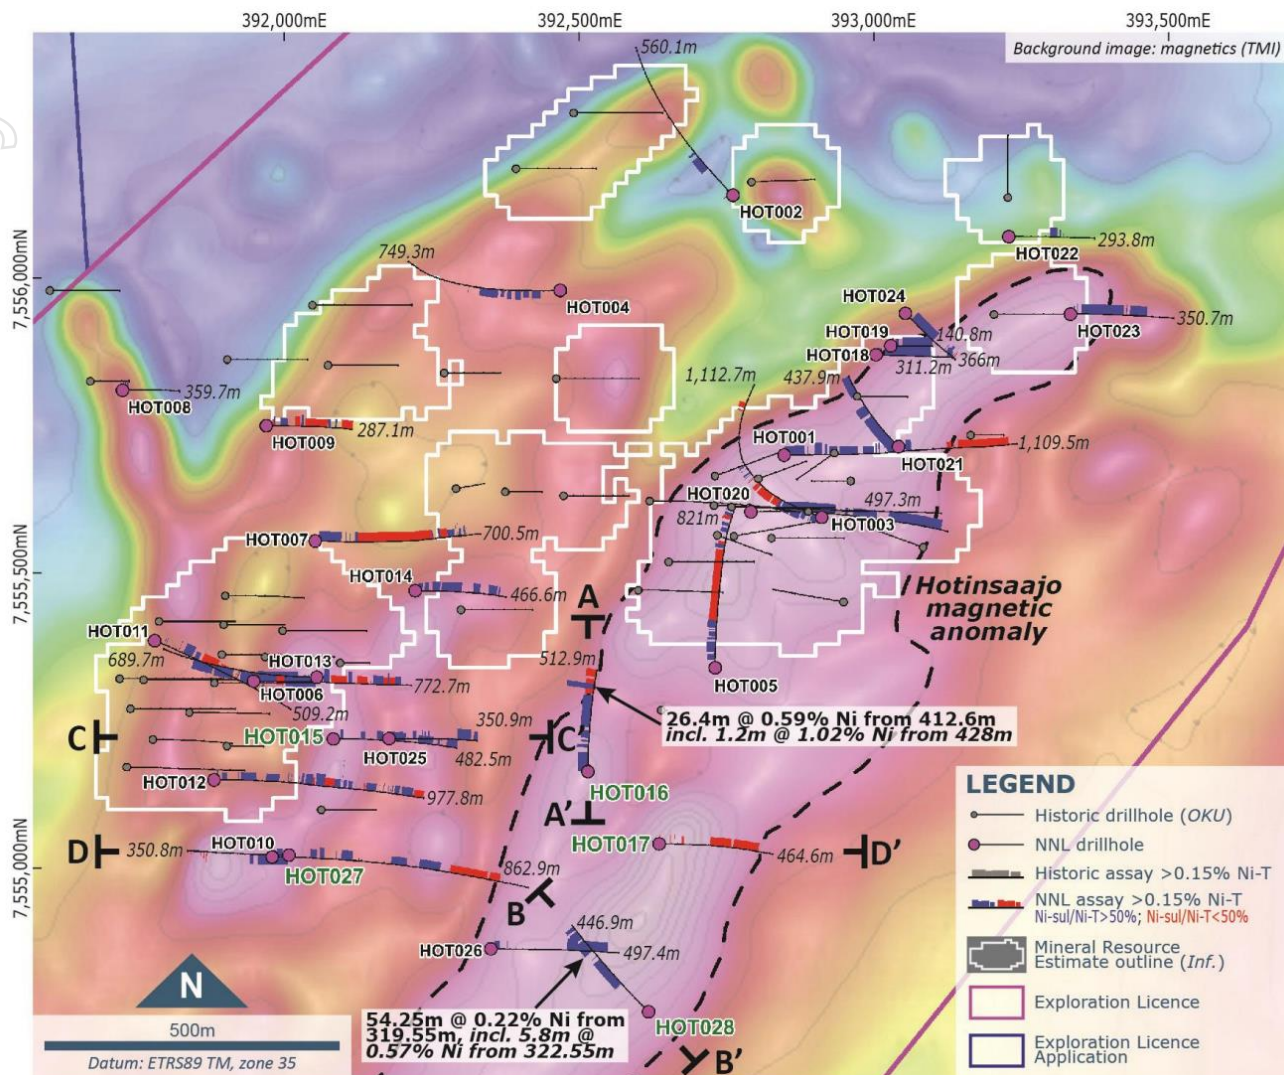 392,000mE 392,500mE 393,000mE 393,500mE
Background image: magnetics (TMI)
560.1m
HOT002
HOT022
293.8m
749.3m
HOT004
7,556,000mN
HOT024
HOT019
HOT018
140.8m
366m
311.2m
HOT023
350.7m
HOT008
359.7m
1,112.7m
437.9m
HOT009
287.1m
HOT001
HOT021
1,109.5m
HOT020
821m
497.3m
HOT003
HOT007
700.5m
7,555,500mN
HOT014
466.6m
A
Hotinsaajo
magnetic
anomaly
HOT011
689.7m
HOT013
HOT006
772.7m
509.2m
512.9m
HOT005
26.4m @ 0.59% Ni from 412.6m
incl. 1.2m @ 1.02% Ni from 428m
C
HOT015
350.9m
HOT025
482.5m
C'
HOT012
977.8m
HOT016
A'
HOT017
464.6m
D'
D
350.8m
HOT010
HOT027
862.9m
B
7,555,000mN
HOT026
446.9m
497.4m
HOT028
B'
54.25m @ 0.22% Ni from
319.55m, incl. 5.8m @
0.57% Ni from 322.55m
N
500m
Datum: ETRS89 TM, zone 35
LEGEND
Historic drillhole (OKU)
NNL drillhole
Historic assay >0.15% Ni-T
NNL assay >0.15% Ni-T
Ni-sul/Ni-T>50%; Ni-sul/Ni-T<50%
Mineral Resource
Estimate outline (Inf.)
Exploration Licence
Exploration Licence
Application